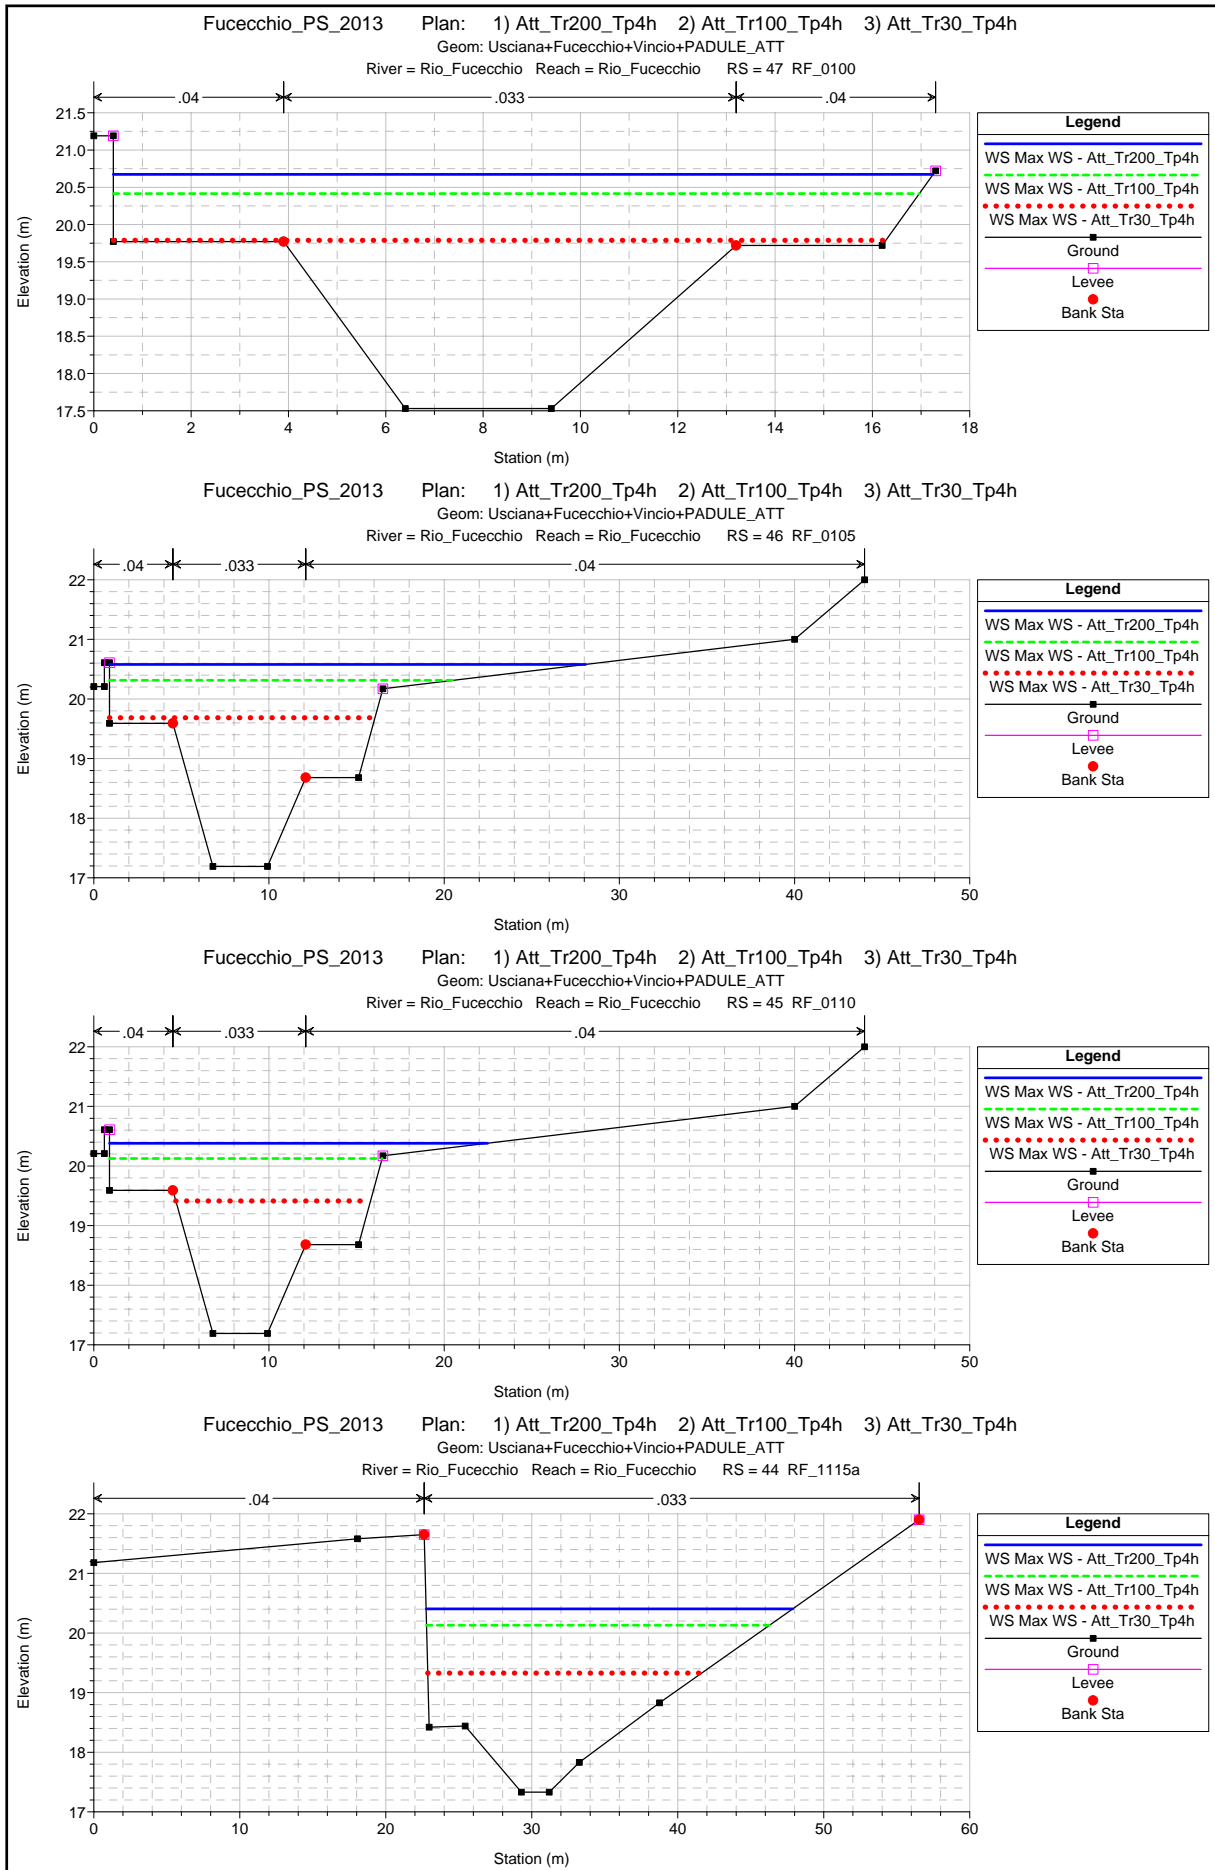 Fucecchio_PS_2013 Plan: 1) Att_Tr200_Tp4h 2) Att_Tr100_Tp4h 3) Att_Tr30_Tp4h
Geom: Usciana+Fucecchio+Vincio+PADULE_ATT
River = Rio_Fucecchio Reach = Rio_Fucecchio RS = 47 RF_0100
.04 .033 .04
21.5
21.0
20.5
20.0
19.5
19.0
18.5
18.0
17.5
Elevation (m)
0 2 4 6 8 10 12 14 16 18
Station (m)
Legend
WS Max WS - Att_Tr200_Tp4h
WS Max WS - Att_Tr100_Tp4h
WS Max WS - Att_Tr30_Tp4h
Ground
Levee
Bank Sta
Fucecchio_PS_2013 Plan: 1) Att_Tr200_Tp4h 2) Att_Tr100_Tp4h 3) Att_Tr30_Tp4h
Geom: Usciana+Fucecchio+Vincio+PADULE_ATT
River = Rio_Fucecchio Reach = Rio_Fucecchio RS = 46 RF_0105
.04 .033 .04
22
21
20
19
18
17
Elevation (m)
0 10 20 30 40 50
Station (m)
Legend
WS Max WS - Att_Tr200_Tp4h
WS Max WS - Att_Tr100_Tp4h
WS Max WS - Att_Tr30_Tp4h
Ground
Levee
Bank Sta
Fucecchio_PS_2013 Plan: 1) Att_Tr200_Tp4h 2) Att_Tr100_Tp4h 3) Att_Tr30_Tp4h
Geom: Usciana+Fucecchio+Vincio+PADULE_ATT
River = Rio_Fucecchio Reach = Rio_Fucecchio RS = 45 RF_0110
.04 .033 .04
22
21
20
19
18
17
Elevation (m)
0 10 20 30 40 50
Station (m)
Legend
WS Max WS - Att_Tr200_Tp4h
WS Max WS - Att_Tr100_Tp4h
WS Max WS - Att_Tr30_Tp4h
Ground
Levee
Bank Sta
Fucecchio_PS_2013 Plan: 1) Att_Tr200_Tp4h 2) Att_Tr100_Tp4h 3) Att_Tr30_Tp4h
Geom: Usciana+Fucecchio+Vincio+PADULE_ATT
River = Rio_Fucecchio Reach = Rio_Fucecchio RS = 44 RF_1115a
.04 .033
22
21
20
19
18
17
Elevation (m)
0 10 20 30 40 50 60
Station (m)
Legend
WS Max WS - Att_Tr200_Tp4h
WS Max WS - Att_Tr100_Tp4h
WS Max WS - Att_Tr30_Tp4h
Ground
Levee
Bank Sta